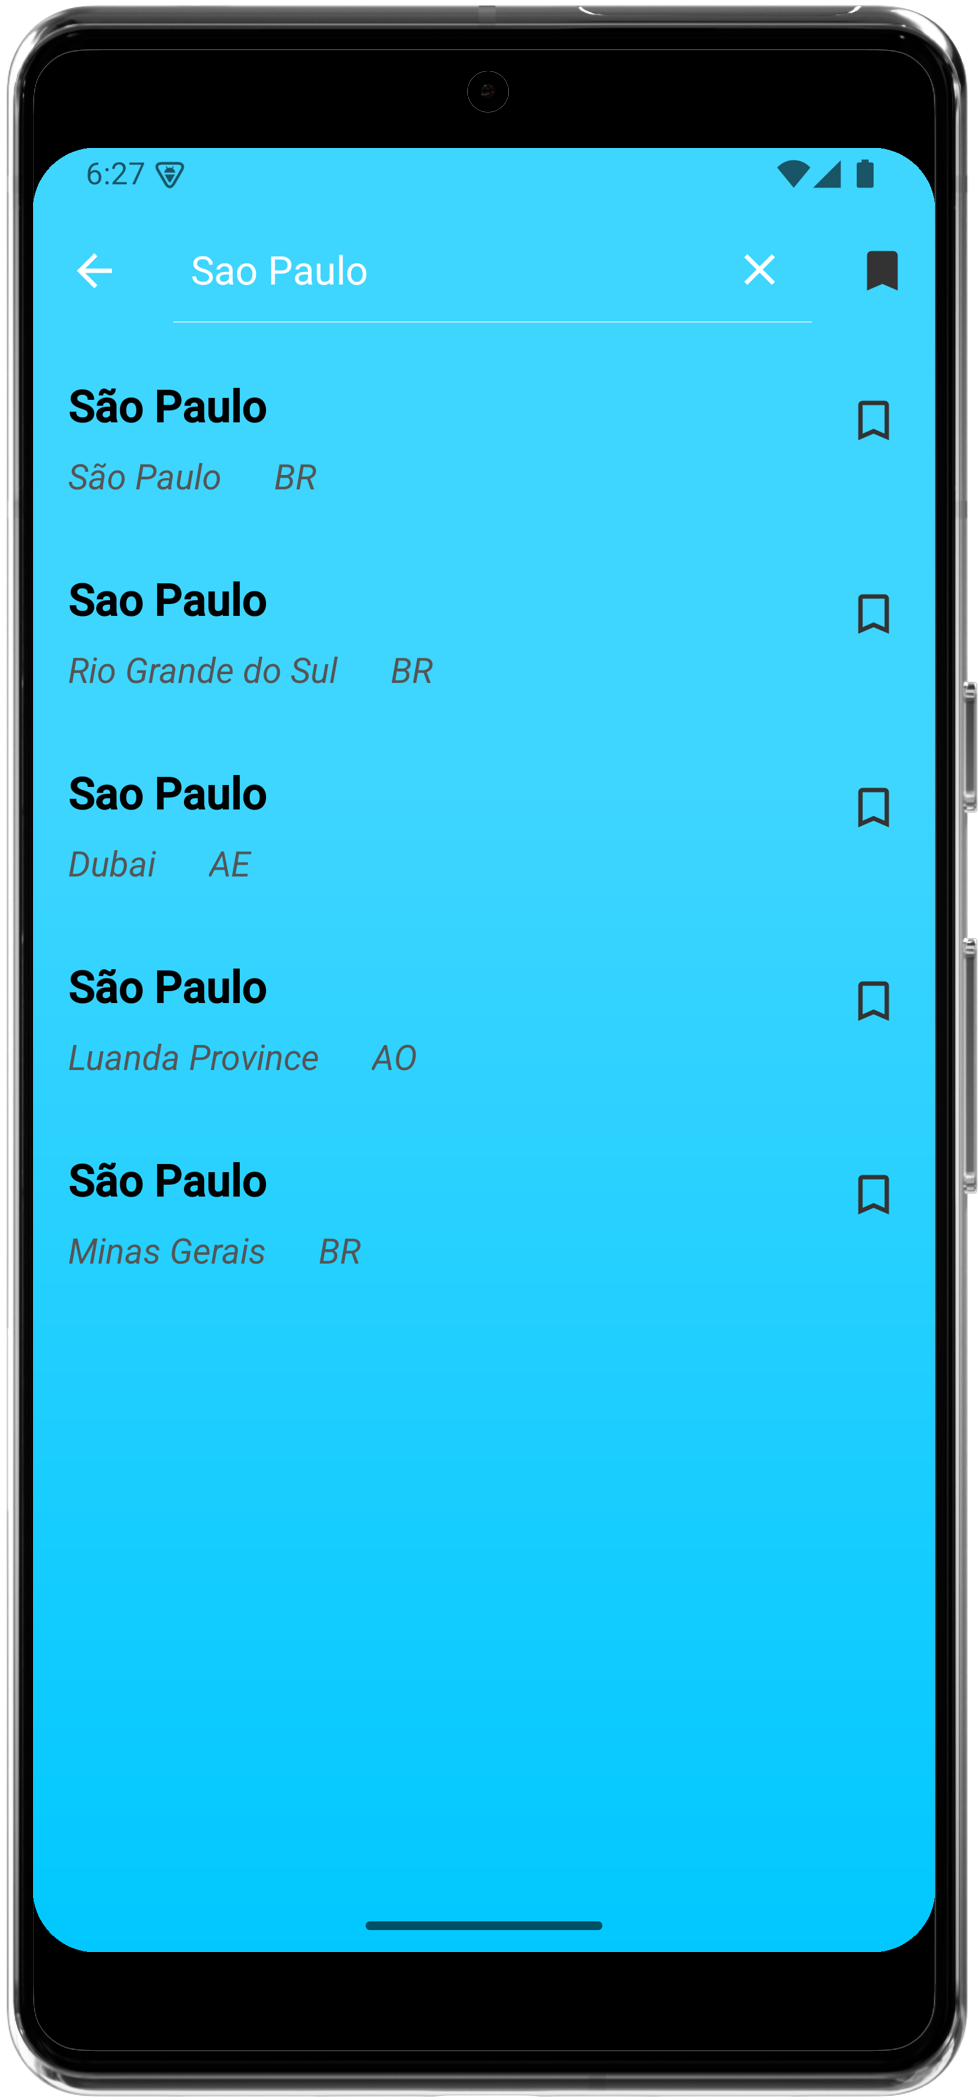 6:27
Sao Paulo
São Paulo
São Paulo BR
Sao Paulo
Rio Grande do Sul BR
Sao Paulo
Dubai AE
São Paulo
Luanda Province AO
São Paulo
Minas Gerais BR